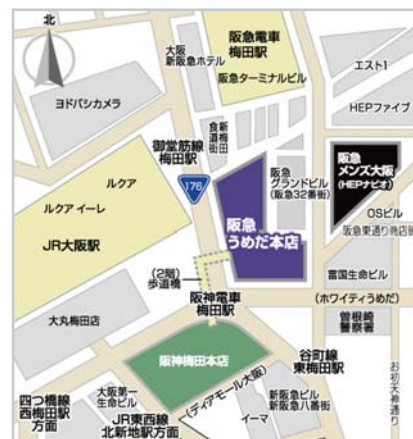 北
大阪
新阪急ホテル
阪急電車
梅田駅
阪急ターミナルビル
エスト1
ヨドバシカメラ
HEPファイブ
新梅田
食道街
御堂筋線
梅田駅
176
阪急
メンズ大阪
(HEPナビオ)
阪急
グランドビル
(阪急32番街)
ルクア
ルクア イーレ
阪急
うめだ本店
OSビル
阪急東通り商店街
JR大阪駅
富国生命ビル
(2階)
歩道橋
阪神電車
梅田駅
(ホワイティうめだ)
大丸梅田店
曽根崎
警察署
阪神梅田本店
谷町線
東梅田駅
お初天神通り
(ディアモール大阪)
大阪第一
生命ビル
四つ橋線
西梅田駅
方面
新阪急ビル
新阪急八番街
イーマ
JR東西線
北新地駅方面